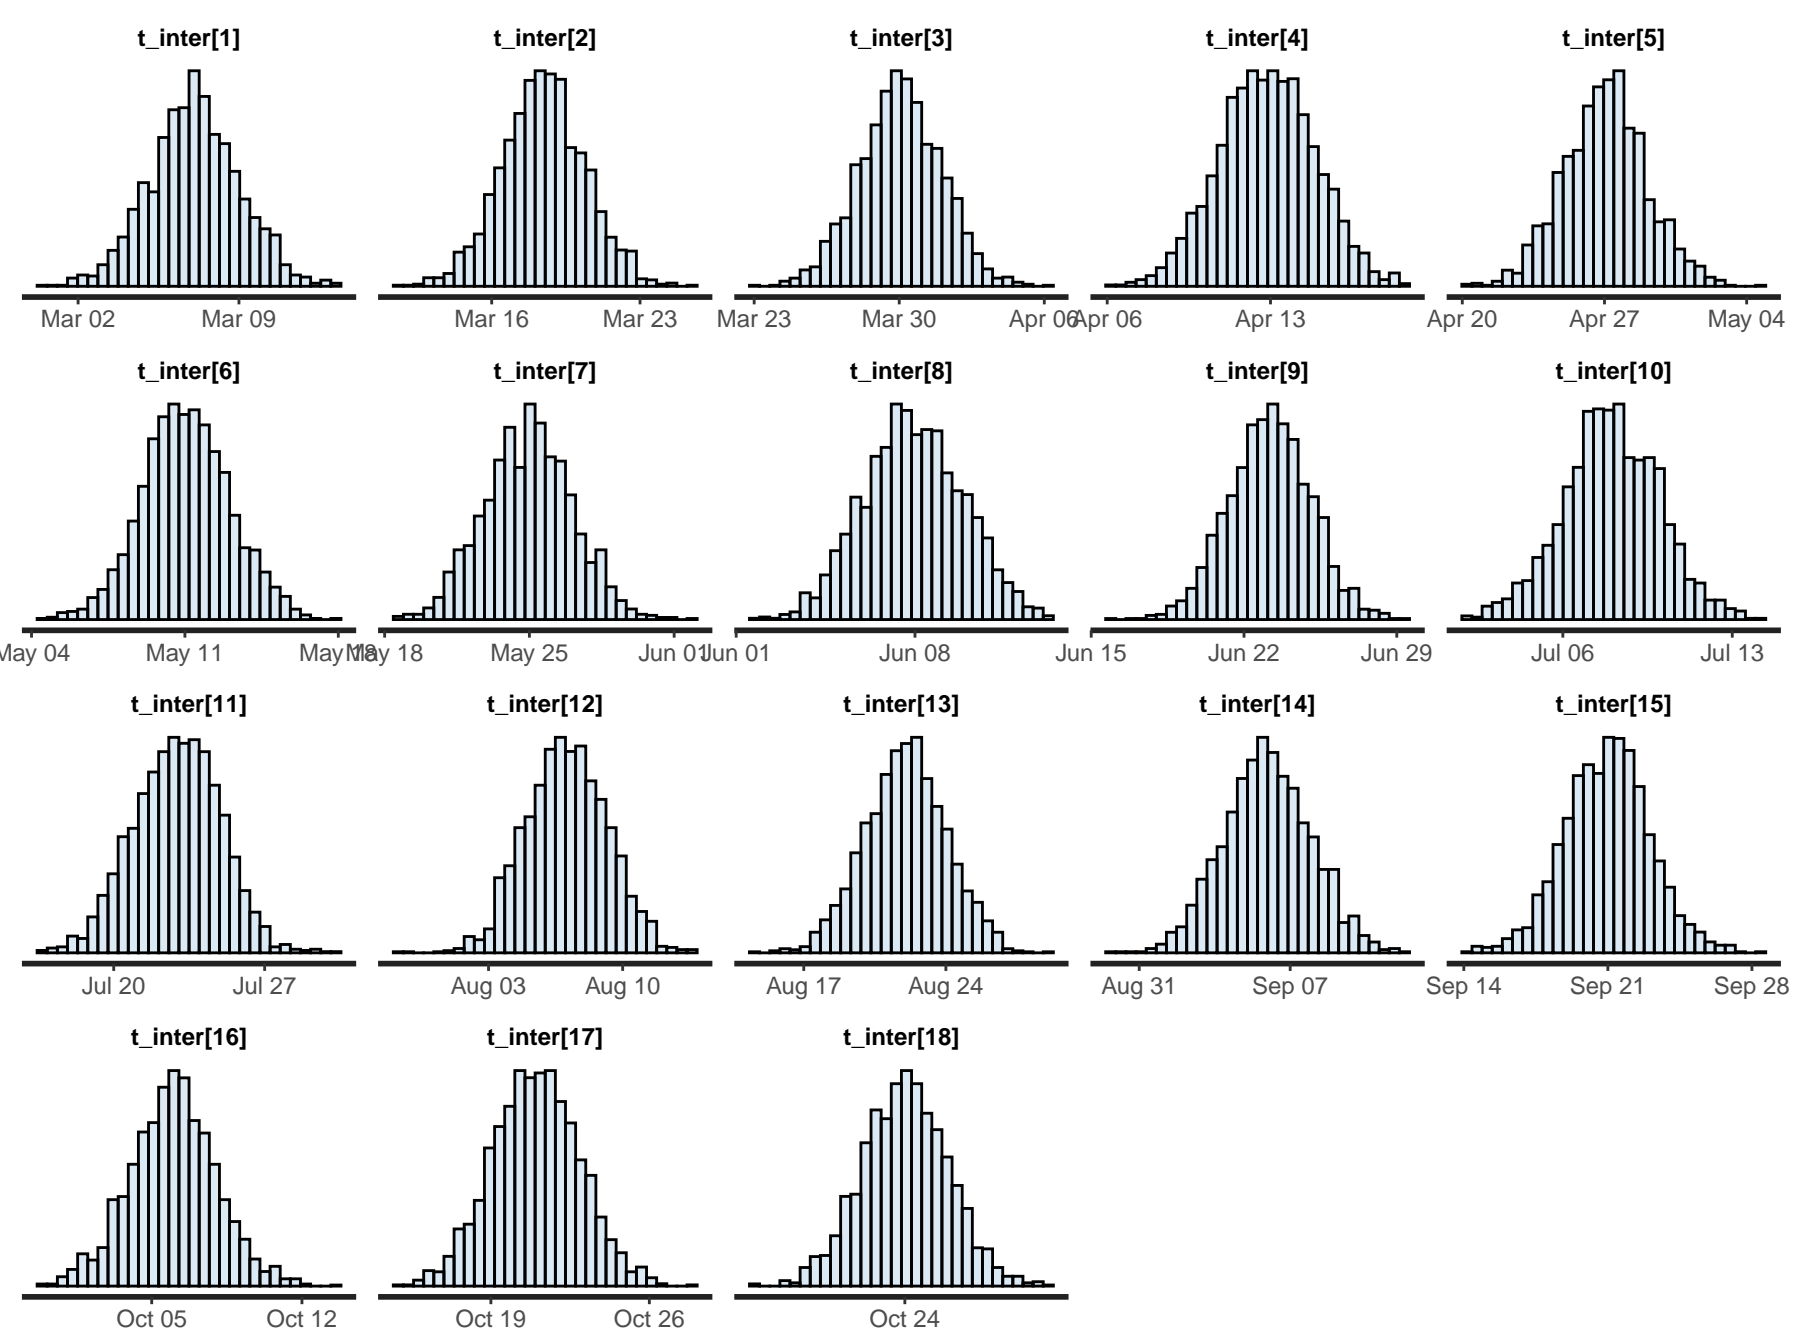 t_inter[1] t_inter[2] t_inter[3] t_inter[4] t_inter[5]
Mar 02 Mar 09 Mar 16 Mar 23 Mar 23 Mar 30 Apr 06 Apr 06 Apr 13 Apr 20 Apr 27 May 04
t_inter[6] t_inter[7] t_inter[8] t_inter[9] t_inter[10]
May 04 May 11 May 18 May 18 May 25 Jun 01 Jun 01 Jun 08 Jun 15 Jun 22 Jun 29 Jul 06 Jul 13
t_inter[11] t_inter[12] t_inter[13] t_inter[14] t_inter[15]
Jul 20 Jul 27 Aug 03 Aug 10 Aug 17 Aug 24 Aug 31 Sep 07 Sep 14 Sep 21 Sep 28
t_inter[16] t_inter[17] t_inter[18]
Oct 05 Oct 12 Oct 19 Oct 26 Oct 24